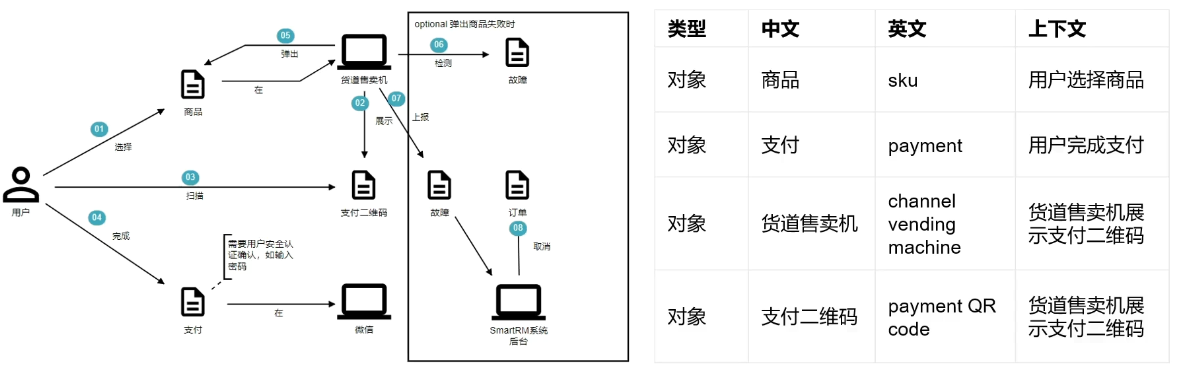 optional 弹出商品失败时
05
弹出
06
检测
货道售卖机
故障
在
商品
02
展示
07
上报
01
选择
03
扫描
用户
支付二维码
故障
订单
04
完成
需要用户安全认
证确认，如输入
密码
08
取消
支付
在
微信
SmartRM系统
后台
类型 中文 英文 上下文
对象 商品 sku 用户选择商品
对象 支付 payment 用户完成支付
对象 货道售卖机 channel
vending
machine
货道售卖机展
示支付二维码
对象 支付二维码 payment QR
code
货道售卖机展
示支付二维码